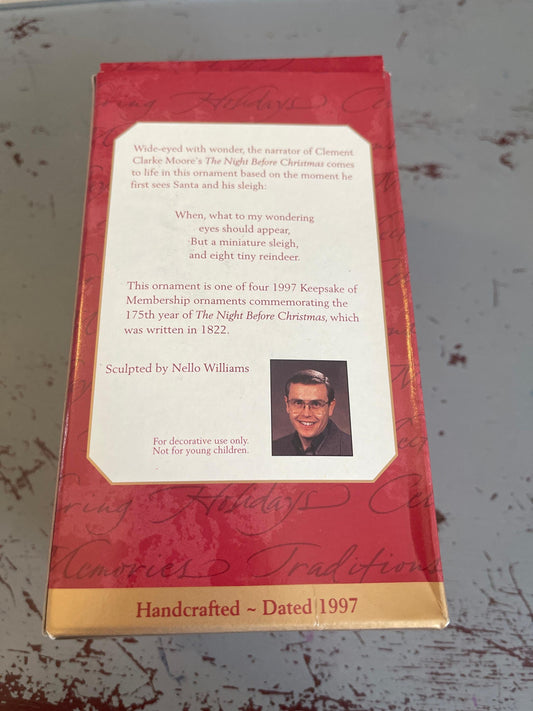 Holidays
Wide-eyed with wonder, the narrator of Clement
Clarke Moore's The Night Before Christmas comes
to life in this ornament based on the moment he
first sees Santa and his sleigh:
When, what to my wondering
eyes should appear,
But a miniature sleigh,
and eight tiny reindeer.
This ornament is one of four 1997 Keepsake of
Membership ornaments commemorating the
175th year of The Night Before Christmas, which
was written in 1822.
Sculpted by Nello Williams
For decorative use only.
Not for young children.
Holidays
Memories Traditions
Handcrafted ~ Dated 1997